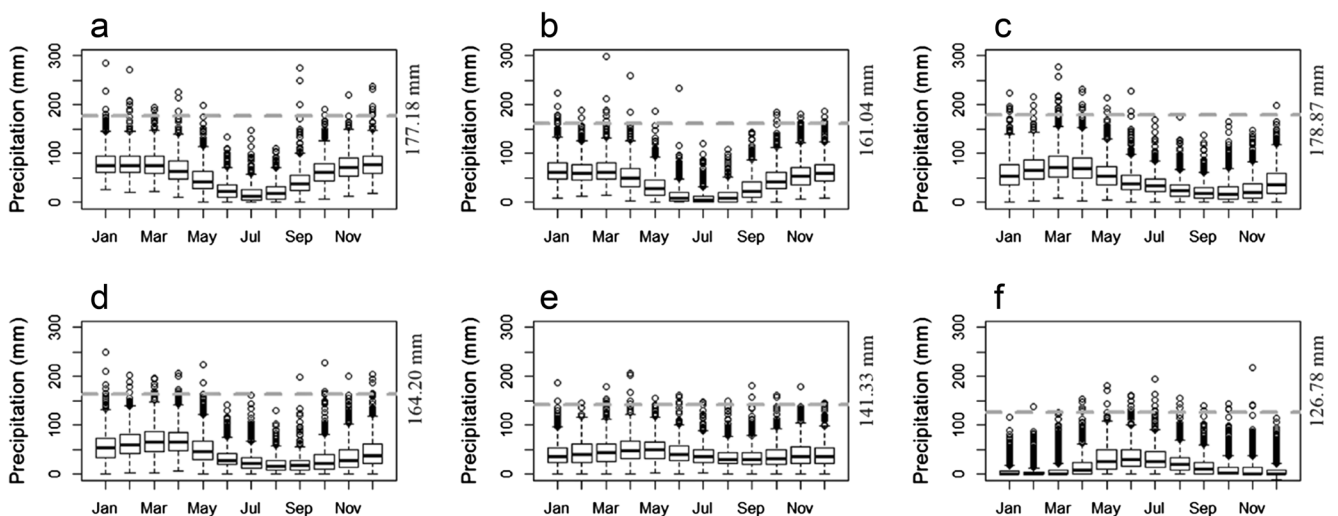 a
b
c
Precipitation (mm)
300
200
100
0
Jan Mar May Jul Sep Nov
177.18 mm
Precipitation (mm)
300
200
100
0
Jan Mar May Jul Sep Nov
161.04 mm
Precipitation (mm)
300
200
100
0
Jan Mar May Jul Sep Nov
178.87 mm
d
e
f
Precipitation (mm)
300
200
100
0
Jan Mar May Jul Sep Nov
164.20 mm
Precipitation (mm)
300
200
100
0
Jan Mar May Jul Sep Nov
141.33 mm
Precipitation (mm)
300
200
100
0
Jan Mar May Jul Sep Nov
126.78 mm